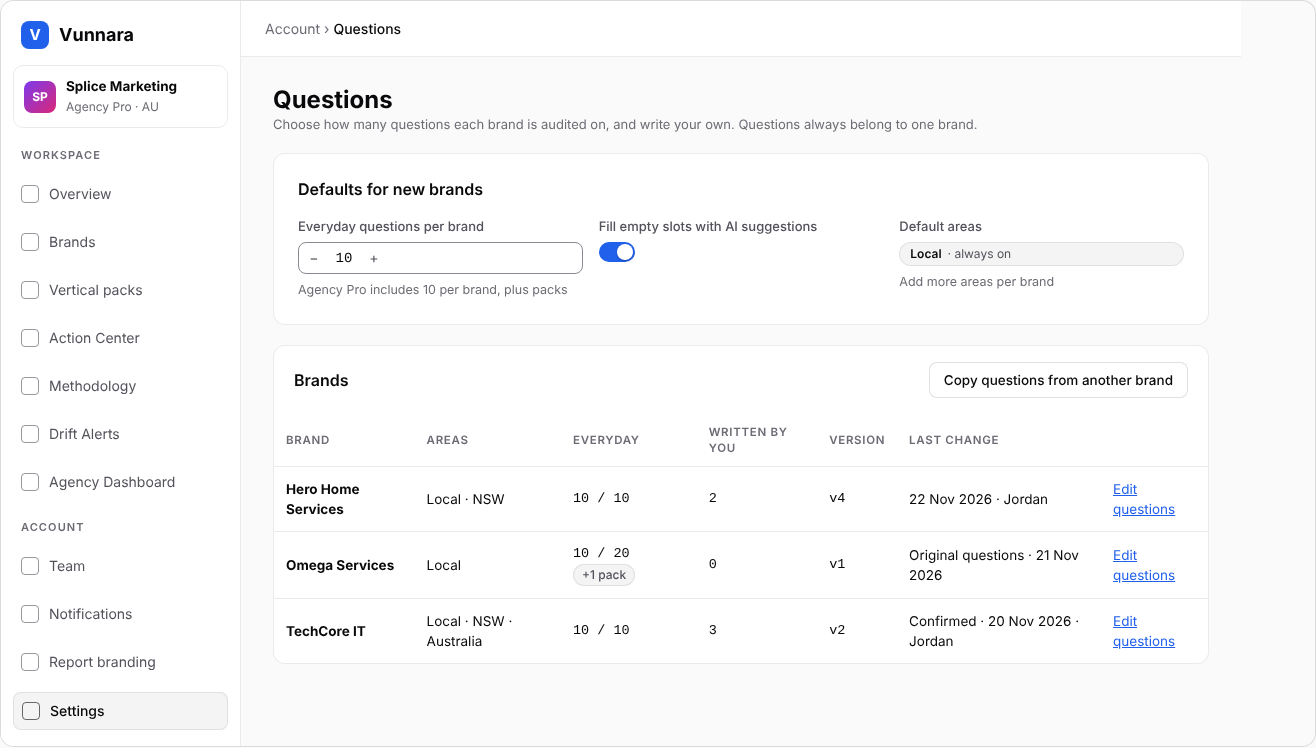 V Vunnara
SP Splice Marketing
Agency Pro · AU
WORKSPACE
Overview
Brands
Vertical packs
Action Center
Methodology
Drift Alerts
Agency Dashboard
ACCOUNT
Team
Notifications
Report branding
Settings
Account › Questions
Questions
Choose how many questions each brand is audited on, and write your own. Questions always belong to one brand.
Defaults for new brands
Everyday questions per brand
− 10 +
Agency Pro includes 10 per brand, plus packs
Fill empty slots with AI suggestions
Default areas
Local · always on
Add more areas per brand
Brands
Copy questions from another brand
BRAND AREAS EVERYDAY WRITTEN BY YOU VERSION LAST CHANGE
Hero Home Services Local · NSW 10 / 10 2 v4 22 Nov 2026 · Jordan Edit questions
Omega Services Local 10 / 20 +1 pack 0 v1 Original questions · 21 Nov 2026 Edit questions
TechCore IT Local · NSW · Australia 10 / 10 3 v2 Confirmed · 20 Nov 2026 · Jordan Edit questions